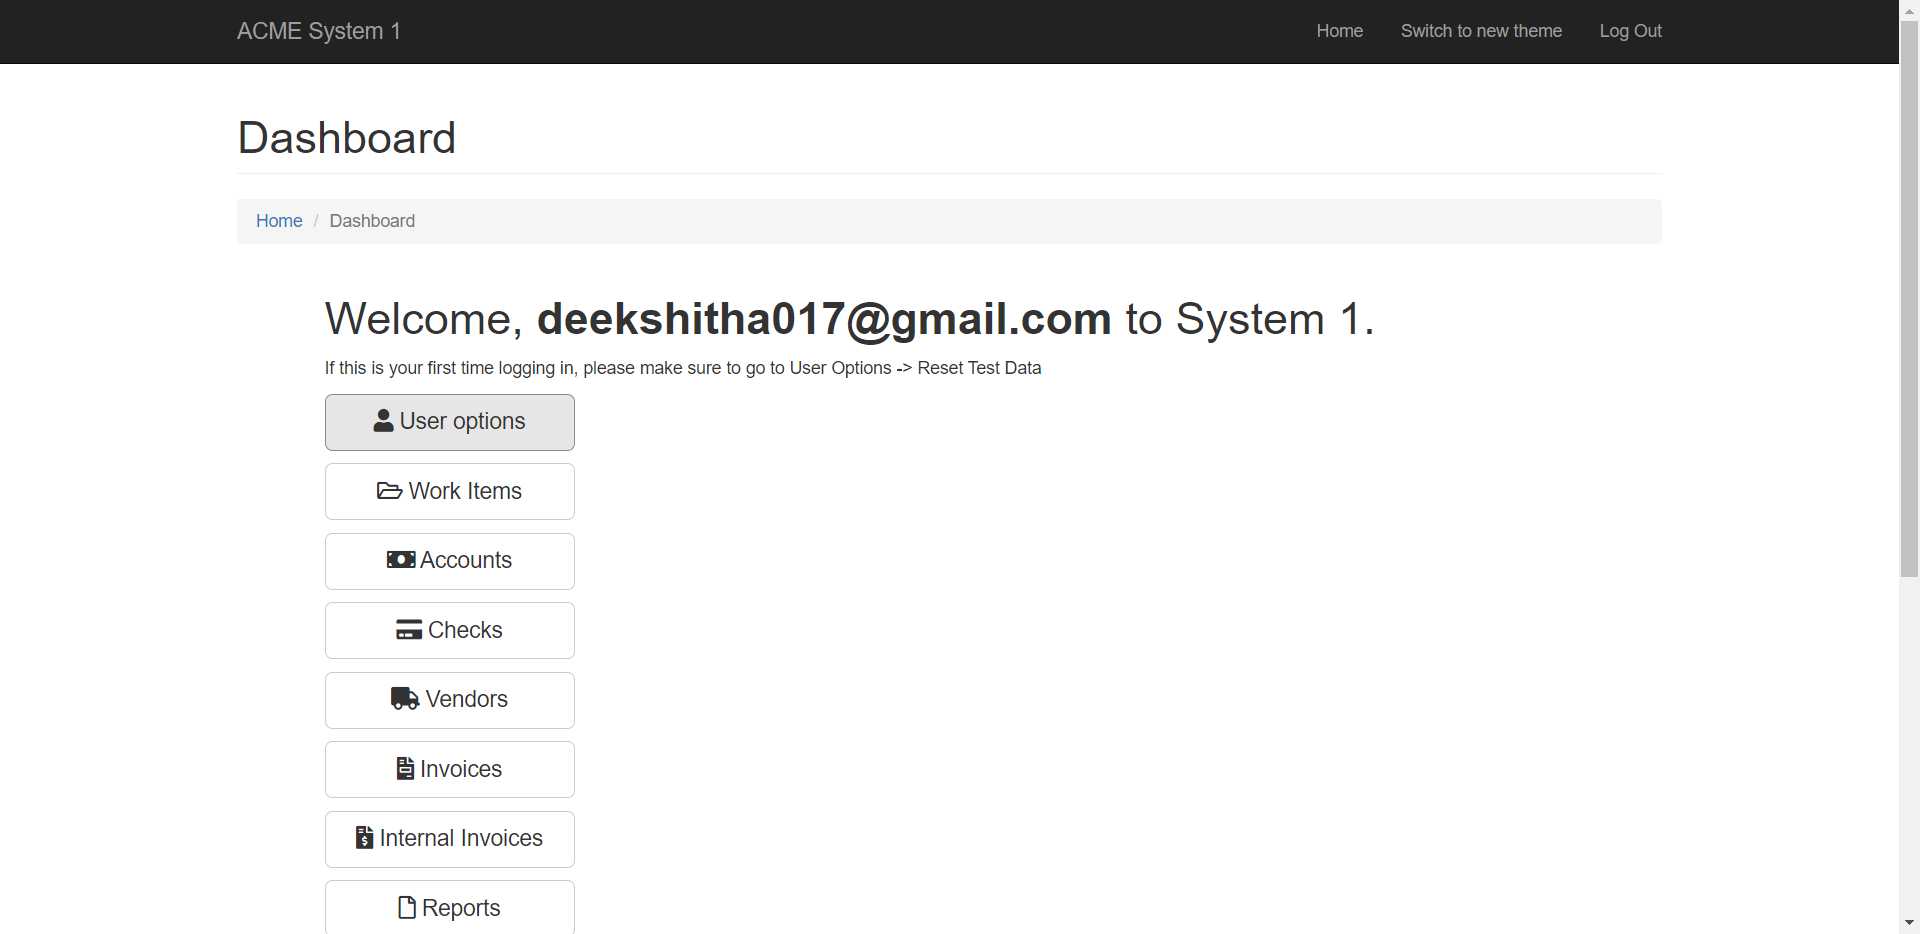 ACME System 1
Home Switch to new theme Log Out
Dashboard
Home / Dashboard
Welcome, deekshitha017@gmail.com to System 1.
If this is your first time logging in, please make sure to go to User Options -> Reset Test Data
User options
Work Items
Accounts
Checks
Vendors
Invoices
Internal Invoices
Reports